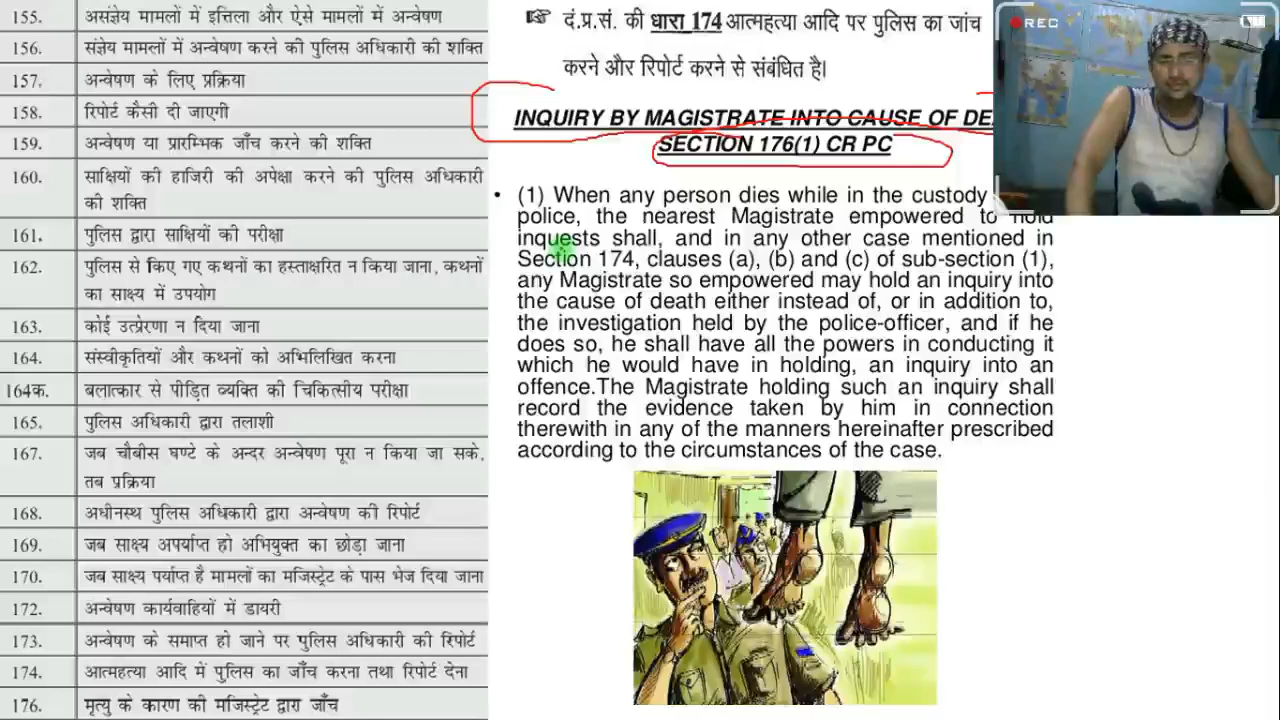 155. असंज्ञेय मामलों में इत्तिला और ऐसे मामलों में अन्वेषण
156. संज्ञेय मामलों में अन्वेषण करने की पुलिस अधिकारी की शक्ति
157. अन्वेषण के लिए प्रक्रिया
158. रिपोर्ट कैसी दी जाएगी
159. अन्वेषण या प्रारम्भिक जाँच करने की शक्ति
160. साक्षियों की हाजिरी की अपेक्षा करने की पुलिस अधिकारी
की शक्ति
161. पुलिस द्वारा साक्षियों की परीक्षा
162. पुलिस से किए गए कथनों का हस्ताक्षरित न किया जाना, कथनों
का साक्ष्य में उपयोग
163. कोई उत्प्रेरणा न दिया जाना
164. संस्वीकृतियों और कथनों को अभिलिखित करना
164क. बलात्कार से पीड़ित व्यक्ति की चिकित्सीय परीक्षा
165. पुलिस अधिकारी द्वारा तलाशी
167. जब चौबीस घण्टे के अन्दर अन्वेषण पूरा न किया जा सके,
तब प्रक्रिया
168. अधीनस्थ पुलिस अधिकारी द्वारा अन्वेषण की रिपोर्ट
169. जब साक्ष्य अपर्याप्त हो अभियुक्त का छोड़ा जाना
170. जब साक्ष्य पर्याप्त है मामलों का मजिस्ट्रेट के पास भेज दिया जाना
172. अन्वेषण कार्यवाहियों में डायरी
173. अन्वेषण के समाप्त हो जाने पर पुलिस अधिकारी की रिपोर्ट
174. आत्महत्या आदि में पुलिस का जाँच करना तथा रिपोर्ट देना
176. मृत्यु के कारण की मजिस्ट्रेट द्वारा जाँच
दं.प्र.सं. की धारा 174 आत्महत्या आदि पर पुलिस का जांच
करने और रिपोर्ट करने से संबंधित है।
INQUIRY BY MAGISTRATE INTO CAUSE OF DE
SECTION 176(1) CR PC
• (1) When any person dies while in the custody
police, the nearest Magistrate empowered to hold
inquests shall, and in any other case mentioned in
Section 174, clauses (a), (b) and (c) of sub-section (1),
any Magistrate so empowered may hold an inquiry into
the cause of death either instead of, or in addition to,
the investigation held by the police-officer, and if he
does so, he shall have all the powers in conducting it
which he would have in holding, an inquiry into an
offence.The Magistrate holding such an inquiry shall
record the evidence taken by him in connection
therewith in any of the manners hereinafter prescribed
according to the circumstances of the case.
REC